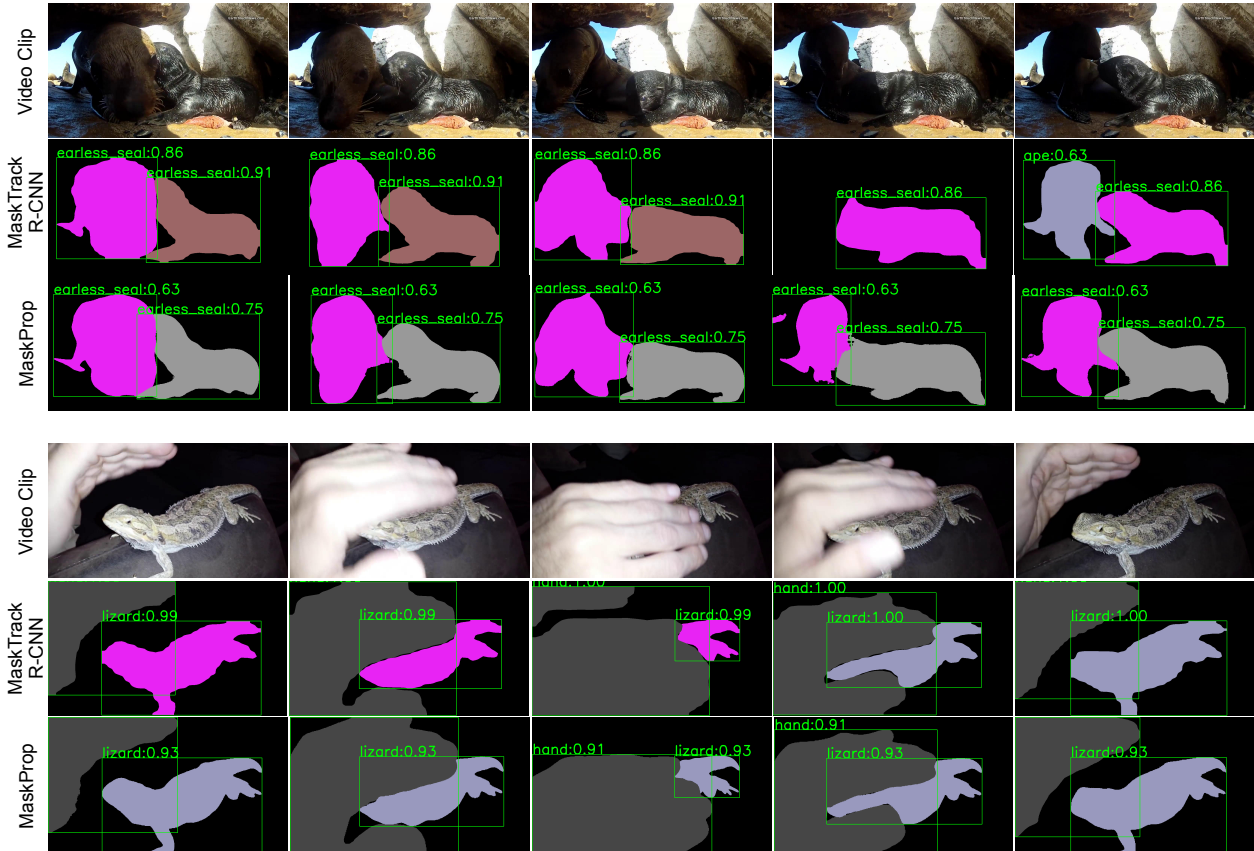 Video Clip
MaskTrack
R-CNN
earless_seal:0.86
earless_seal:0.91
earless_seal:0.86
earless_seal:0.91
earless_seal:0.86
earless_seal:0.91
earless_seal:0.86
ape:0.63
earless_seal:0.86
MaskProp
earless_seal:0.63
earless_seal:0.75
earless_seal:0.63
earless_seal:0.75
earless_seal:0.63
earless_seal:0.75
earless_seal:0.63
earless_seal:0.75
earless_seal:0.63
earless_seal:0.75
Video Clip
MaskTrack
R-CNN
lizard:0.99
lizard:0.99
hand:1.00
lizard:0.99
hand:1.00
lizard:1.00
lizard:1.00
MaskProp
lizard:0.93
lizard:0.93
hand:0.91
lizard:0.93
hand:0.91
lizard:0.93
lizard:0.93